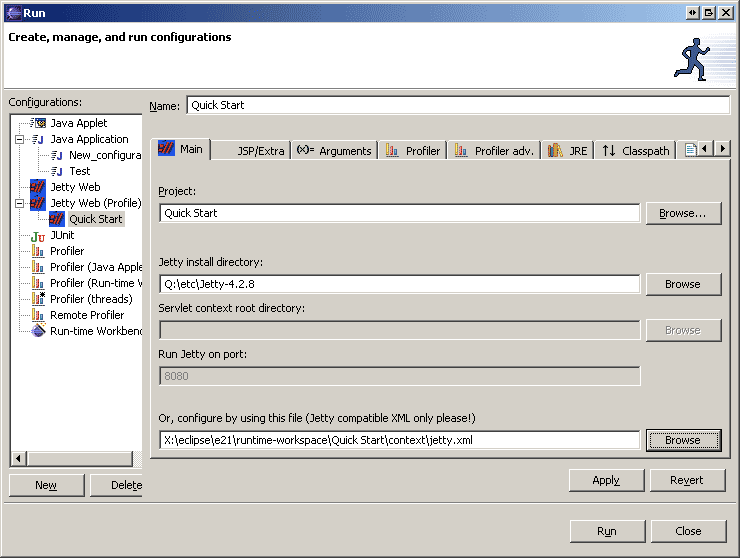 Run
Create, manage, and run configurations
Configurations:
Name: Quick Start
Java Applet
Java Application
New_configura
Test
Jetty Web
Jetty Web (Profile)
Quick Start
JUnit
Profiler
Profiler (Java Apple
Profiler (Run-time W
Profiler (threads)
Remote Profiler
Run-time Workbenc
New Delete
Main JSP/Extra (x)= Arguments Profiler Profiler adv. JRE Classpath
Project:
Quick Start Browse...
Jetty install directory:
Q:\etc\Jetty-4.2.8 Browse
Servlet context root directory:
Browse
Run Jetty on port:
8080
Or, configure by using this file (Jetty compatible XML only please!)
X:\eclipse\e21\runtime-workspace\Quick Start\context\jetty.xml Browse
Apply Revert
Run Close